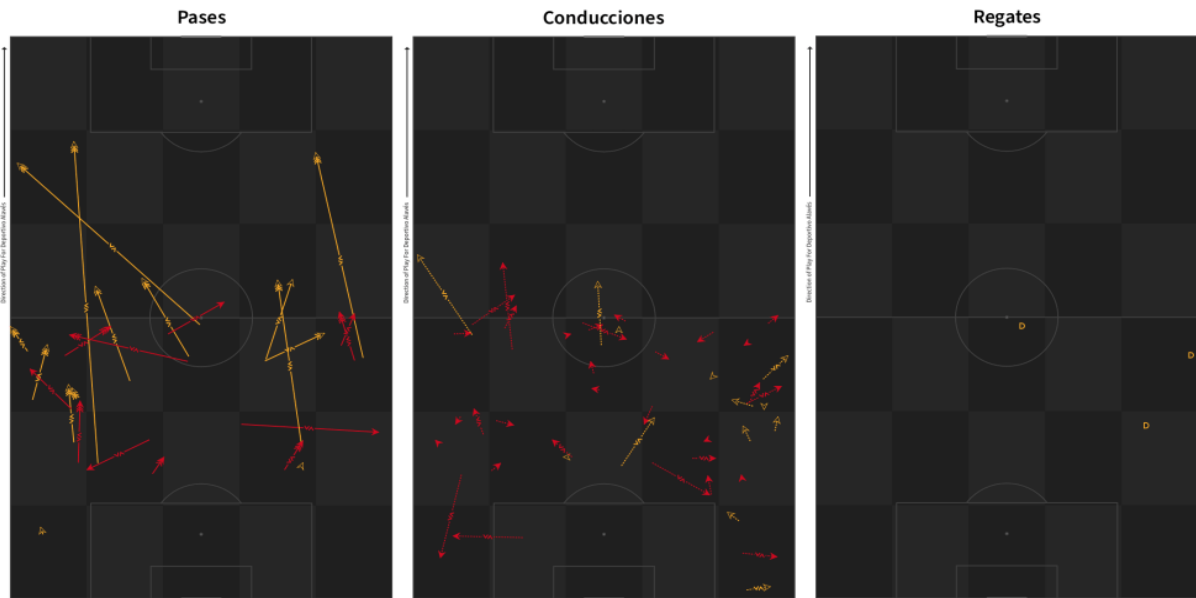 Pases
Conducciones
Regates
Direction of Play For Deportivo Alavés
Direction of Play For Deportivo Alavés
Direction of Play For Deportivo Alavés
D
D
D